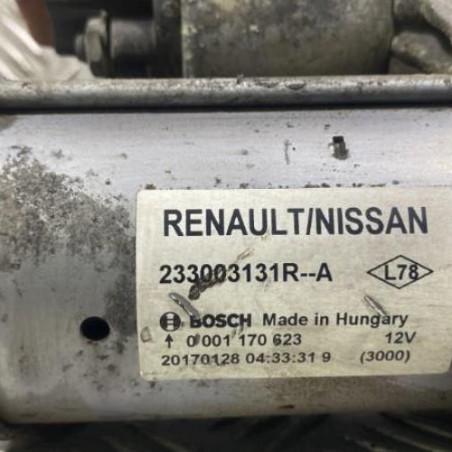 RENAULT/NISSAN
233003131R--A L78
BOSCH Made in Hungary
0 001 170 623 12V
20170128 04:33:31 9 (3000)